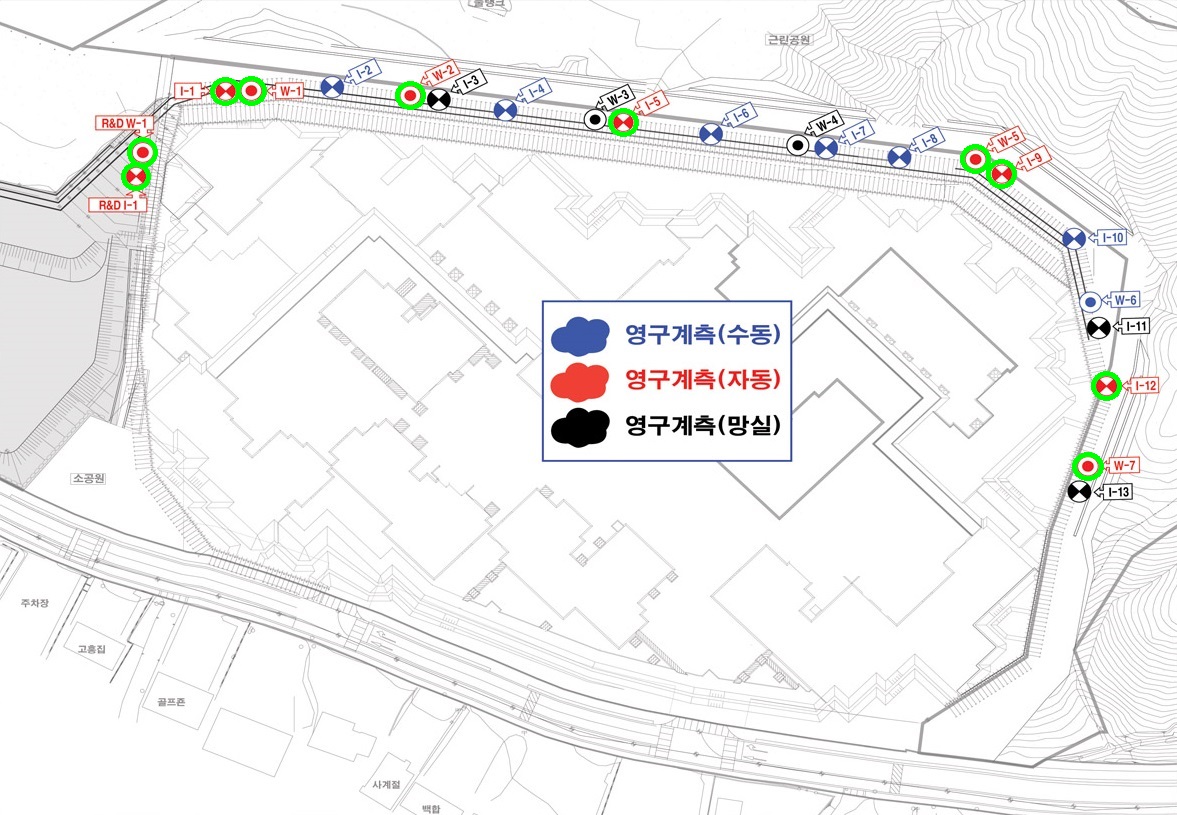 물탱크
근린공원
I-1
W-1
I-2
W-2
I-3
I-4
W-3
I-5
I-6
W-4
I-7
I-8
W-5
I-9
R&D W-1
R&D I-1
I-10
W-6
I-11
I-12
W-7
I-13
영구계측(수동)
영구계측(자동)
영구계측(망실)
소공원
주차장
고흥집
골프존
사계절
백합